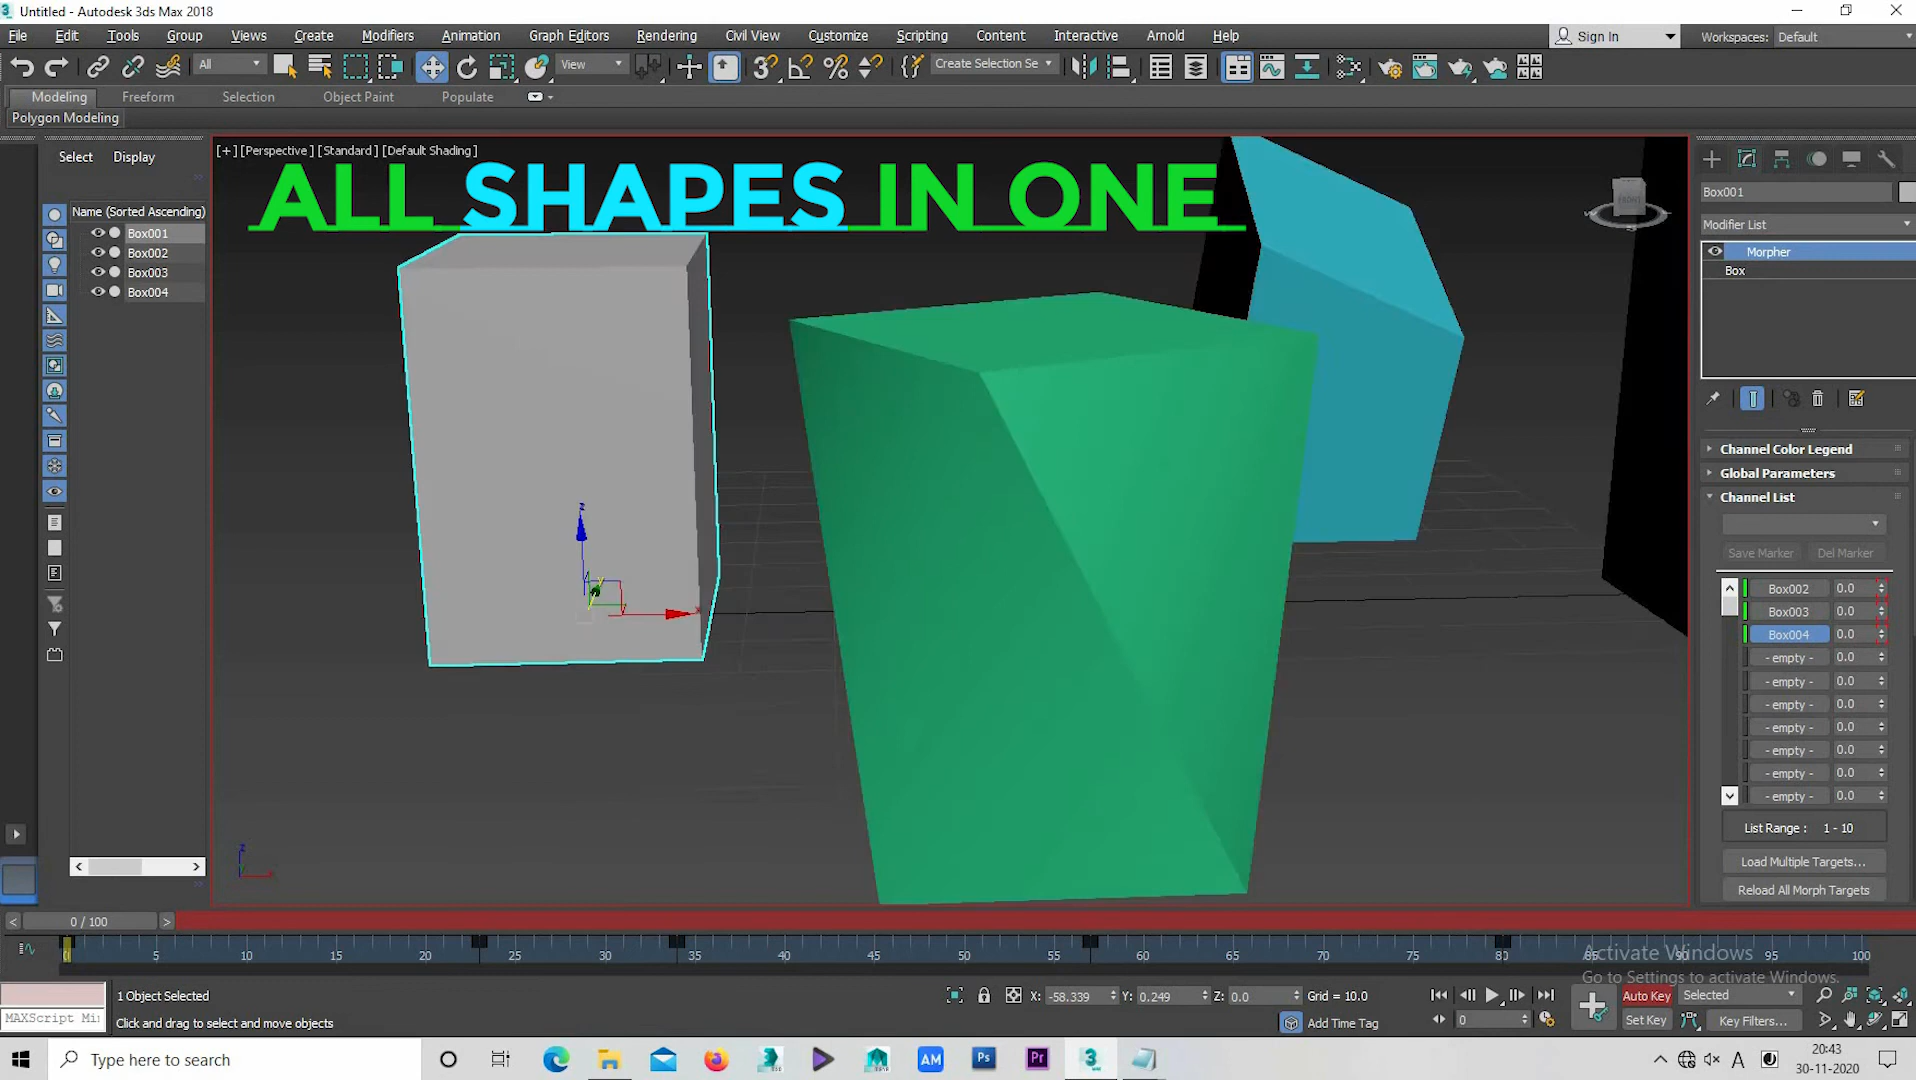 Untitled - Autodesk 3ds Max 2018
File Edit Tools Group Views Create Modifiers Animation Graph Editors Rendering Civil View Customize Scripting Content Interactive Arnold Help Sign In Workspaces: Default
All View Create Selection Se
Modeling Freeform Selection Object Paint Populate
Polygon Modeling
Select Display
[+] [Perspective] [Standard] [Default Shading]
ALL SHAPES IN ONE
Name (Sorted Ascending)
Box001
Box002
Box003
Box004
FRONT
Box001
Modifier List
Morpher
Box
Channel Color Legend
Global Parameters
Channel List
Save Marker Del Marker
Box002 0.0
Box003 0.0
Box004 0.0
- empty - 0.0
- empty - 0.0
- empty - 0.0
- empty - 0.0
- empty - 0.0
- empty - 0.0
- empty - 0.0
List Range : 1 - 10
Load Multiple Targets...
Reload All Morph Targets
z
x
z
0 / 100
0 5 10 15 20 25 30 35 40 45 50 55 60 65 70 75 80 85 90 95 100
Activate Windows
Go to Settings to activate Windows.
1 Object Selected X: -58.339 Y: 0.249 Z: 0.0 Grid = 10.0 Auto Key Selected
MAXScript Mi Click and drag to select and move objects Add Time Tag 0 Set Key Key Filters...
Type here to search AM Ps Pr 3 A 20:43
30-11-2020